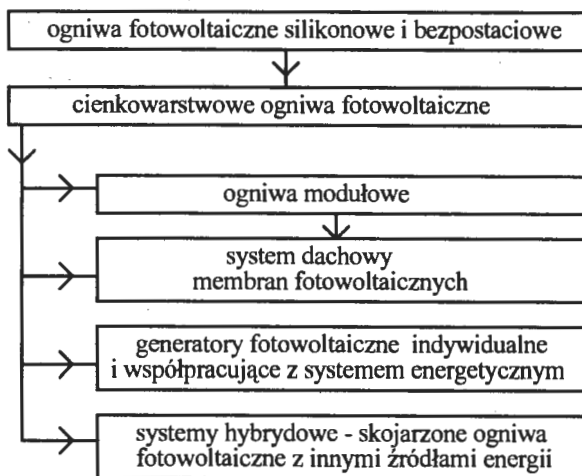 ogniwa fotowoltaiczne silikonowe i bezpostaciowe
cienkowarstwowe ogniwa fotowoltaiczne
ogniwa modułowe
system dachowy
membran fotowoltaicznych
generatory fotowoltaiczne indywidualne
i współpracujące z systemem energetycznym
systemy hybrydowe - skojarzone ogniwa
fotowoltaiczne z innymi źródłami energii